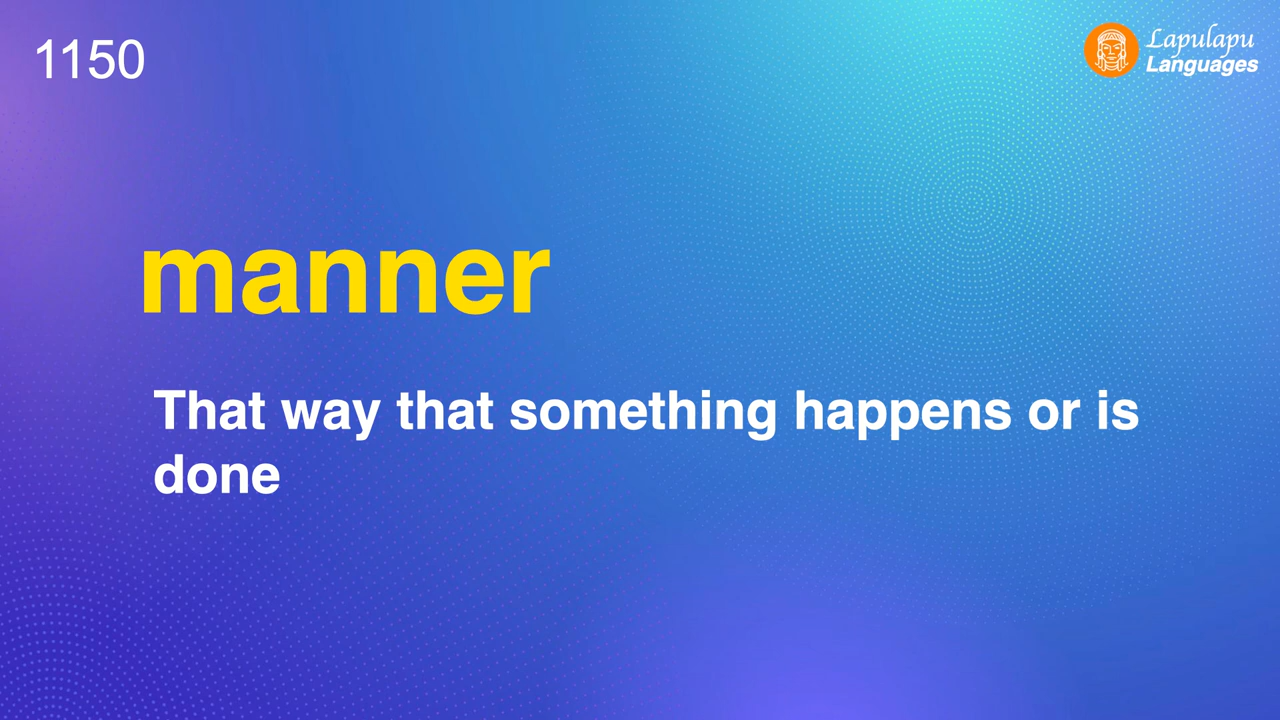 1150
Lapulapu
Languages
manner
That way that something happens or is
done